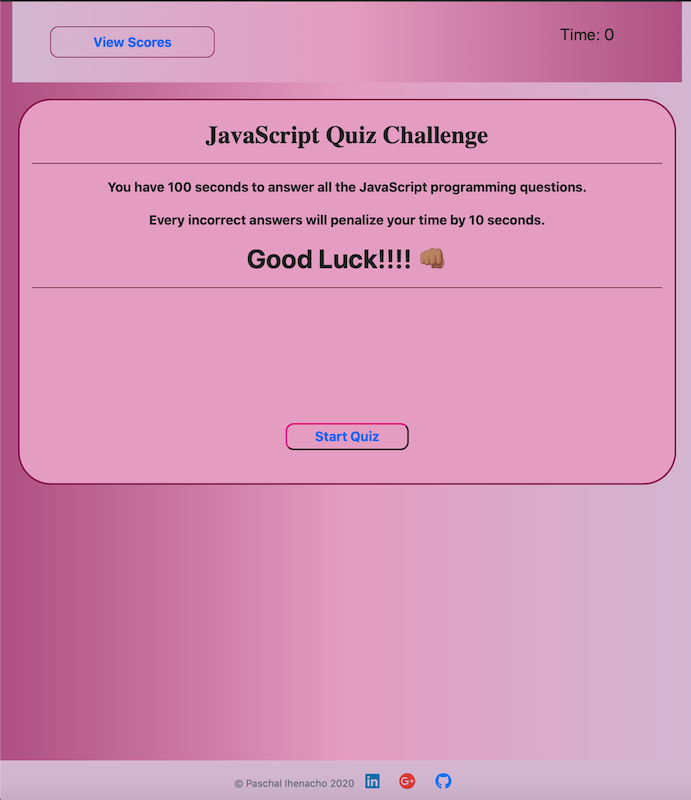 View Scores
Time: 0
JavaScript Quiz Challenge
You have 100 seconds to answer all the JavaScript programming questions.
Every incorrect answers will penalize your time by 10 seconds.
Good Luck!!!! 👊🏽
Start Quiz
© Paschal Ihenacho 2020 in G+